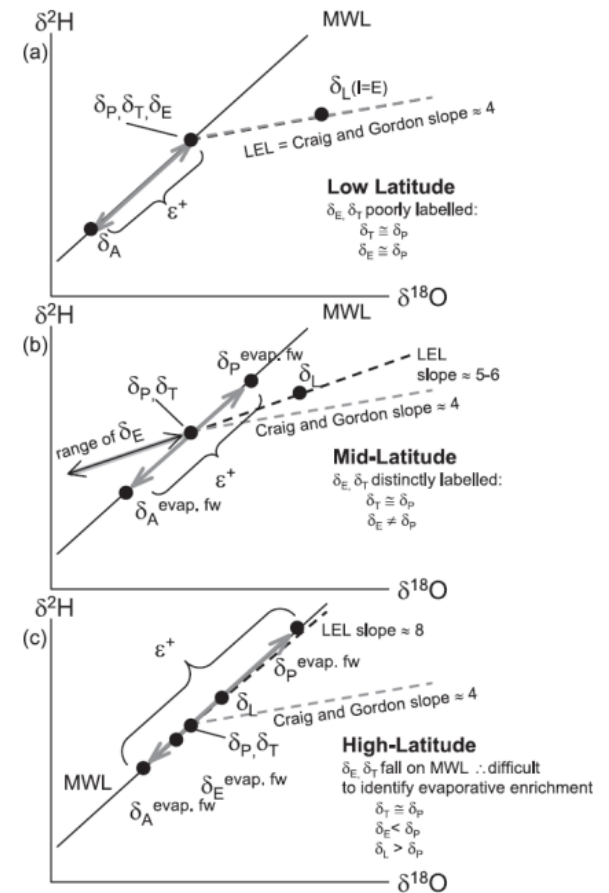 δ²H
MWL
(a)
δP, δT, δE
δL(I=E)
LEL = Craig and Gordon slope ≈ 4
ε⁺
δA
Low Latitude
δE, δT poorly labelled:
δT ≅ δP
δE ≅ δP
δ¹⁸O
δ²H
MWL
(b)
δP evap. fw
LEL
slope ≈ 5-6
δP, δT
δL
Craig and Gordon slope ≈ 4
range of δE
ε⁺
δA evap. fw
Mid-Latitude
δE, δT distinctly labelled:
δT ≅ δP
δE ≠ δP
δ¹⁸O
δ²H
(c)
ε⁺
LEL slope ≈ 8
δP evap. fw
δL
Craig and Gordon slope ≈ 4
δP, δT
MWL
δE evap. fw
δA evap. fw
High-Latitude
δE, δT fall on MWL ∴ difficult
to identify evaporative enrichment
δT ≅ δP
δE < δP
δL > δP
δ¹⁸O